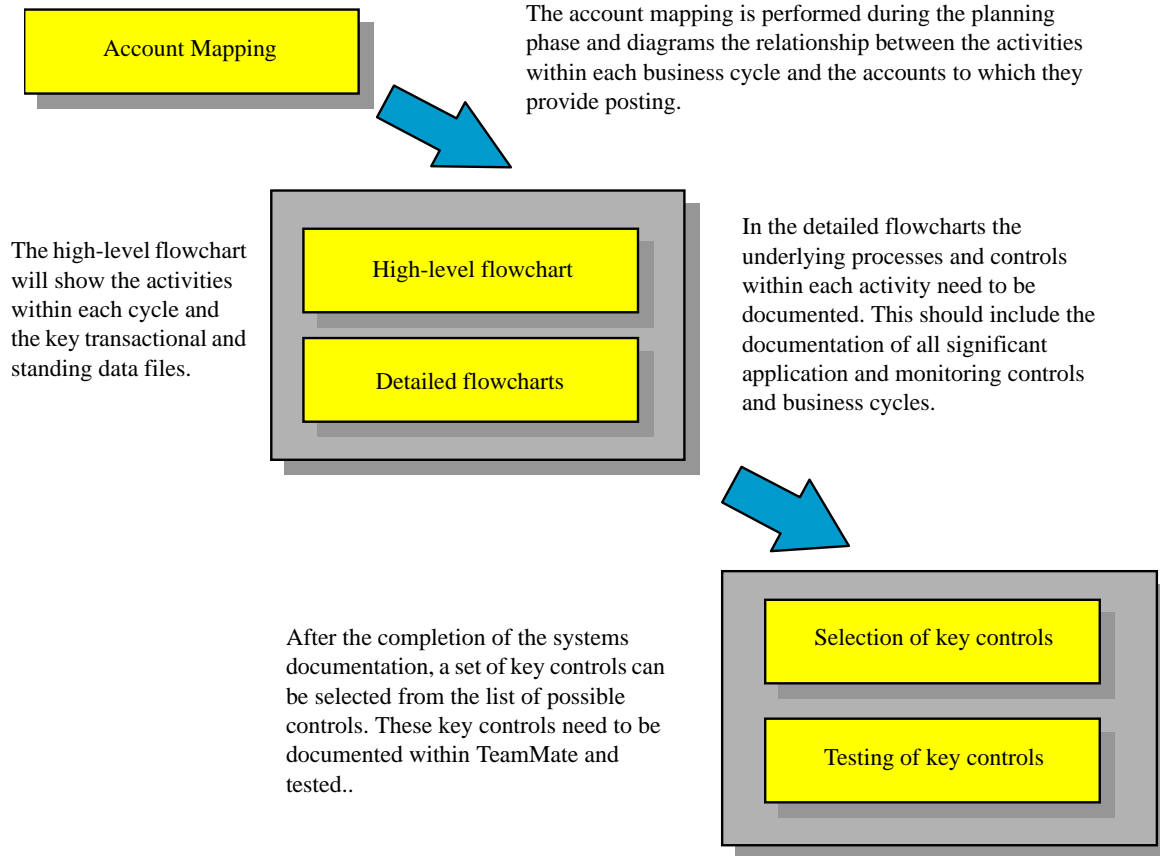 Account Mapping
The account mapping is performed during the planning
phase and diagrams the relationship between the activities
within each business cycle and the accounts to which they
provide posting.
The high-level flowchart
will show the activities
within each cycle and
the key transactional and
standing data files.
High-level flowchart
Detailed flowcharts
In the detailed flowcharts the
underlying processes and controls
within each activity need to be
documented. This should include the
documentation of all significant
application and monitoring controls
and business cycles.
After the completion of the systems
documentation, a set of key controls can
be selected from the list of possible
controls. These key controls need to be
documented within TeamMate and
tested..
Selection of key controls
Testing of key controls